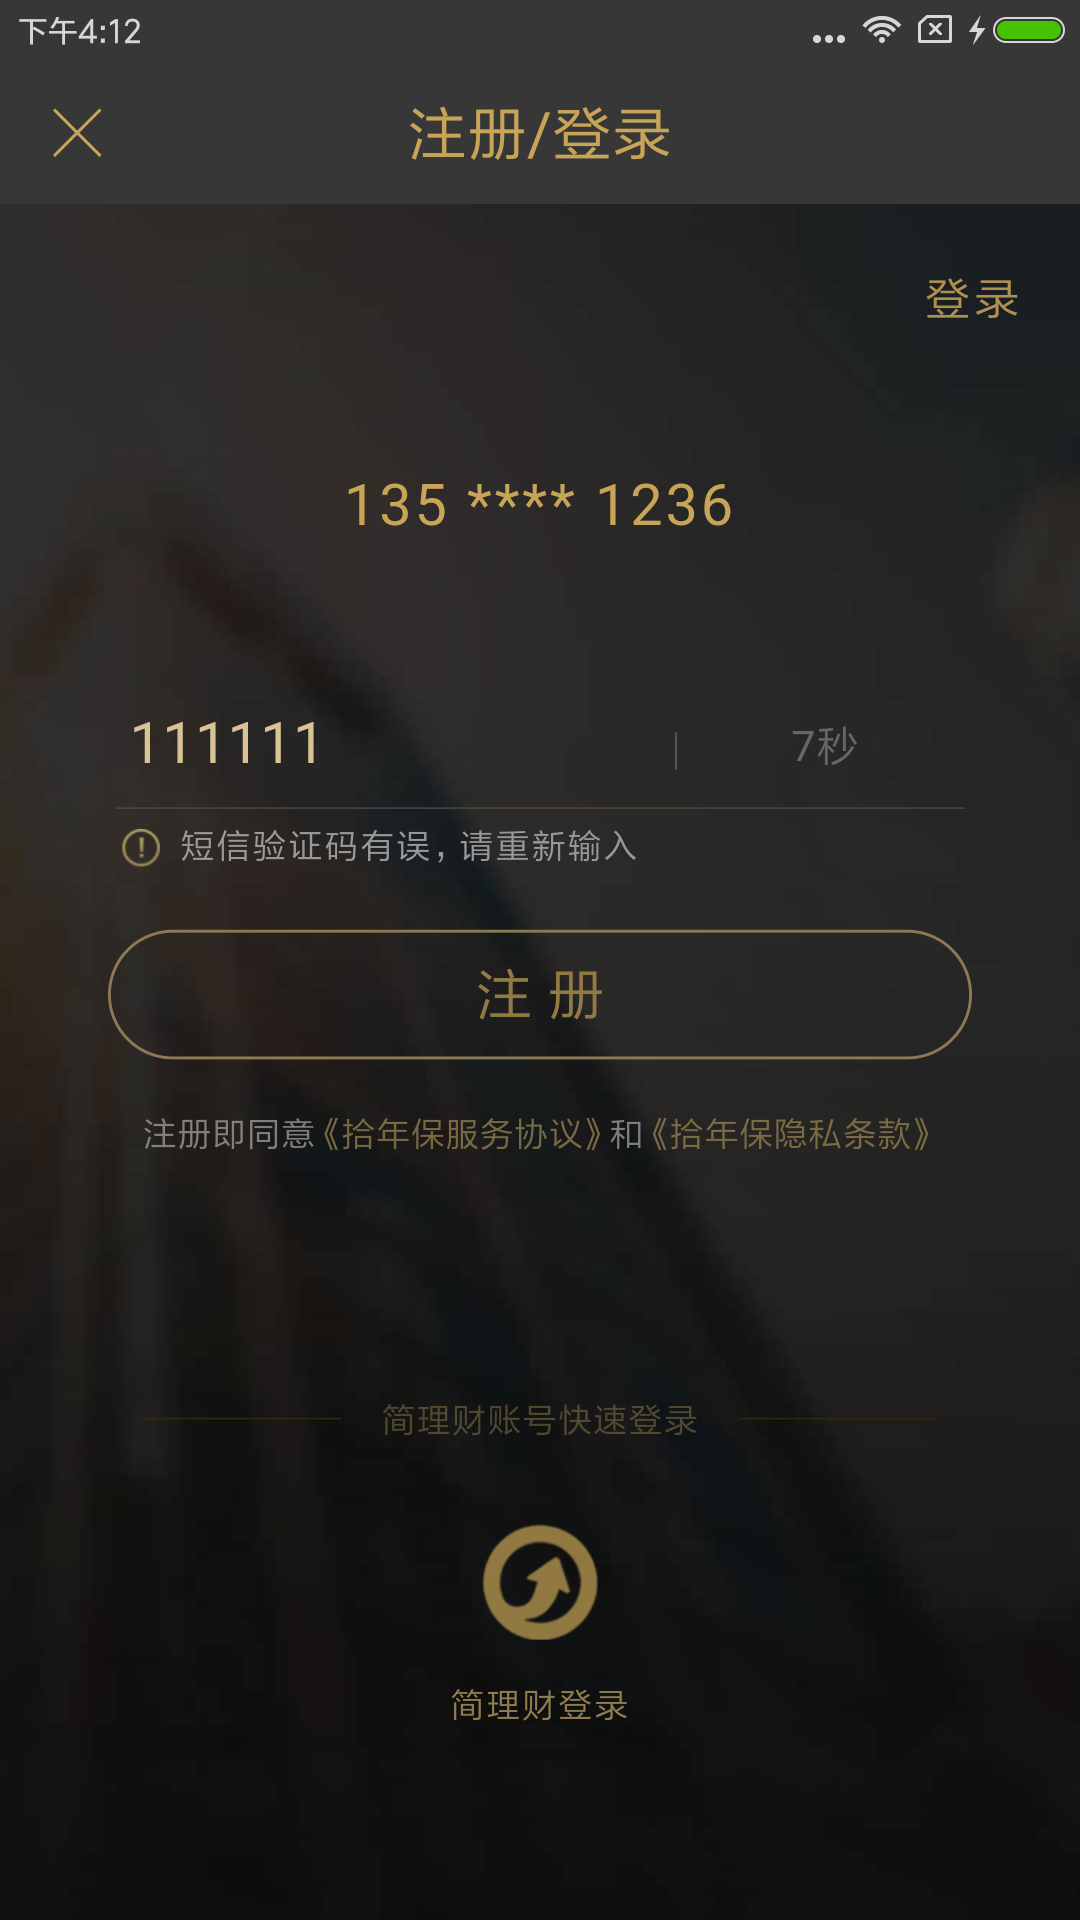 下午4:12
注册/登录
登录
135 **** 1236
111111
7秒
短信验证码有误,请重新输入
注 册
注册即同意《拾年保服务协议》和《拾年保隐私条款》
简理财账号快速登录
简理财登录